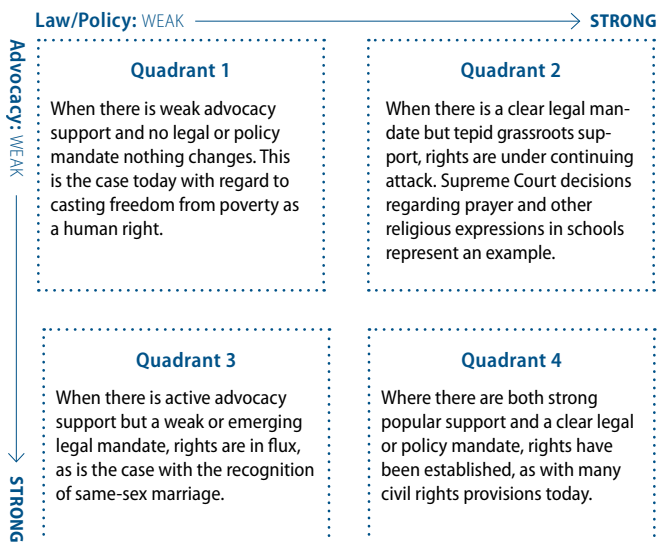 Law/Policy: WEAK STRONG
Advocacy: WEAK STRONG
Quadrant 1
When there is weak advocacy
support and no legal or policy
mandate nothing changes. This
is the case today with regard to
casting freedom from poverty as
a human right.
Quadrant 2
When there is a clear legal man-
date but tepid grassroots sup-
port, rights are under continuing
attack. Supreme Court decisions
regarding prayer and other
religious expressions in schools
represent an example.
Quadrant 3
When there is active advocacy
support but a weak or emerging
legal mandate, rights are in flux,
as is the case with the recognition
of same-sex marriage.
Quadrant 4
Where there are both strong
popular support and a clear legal
or policy mandate, rights have
been established, as with many
civil rights provisions today.